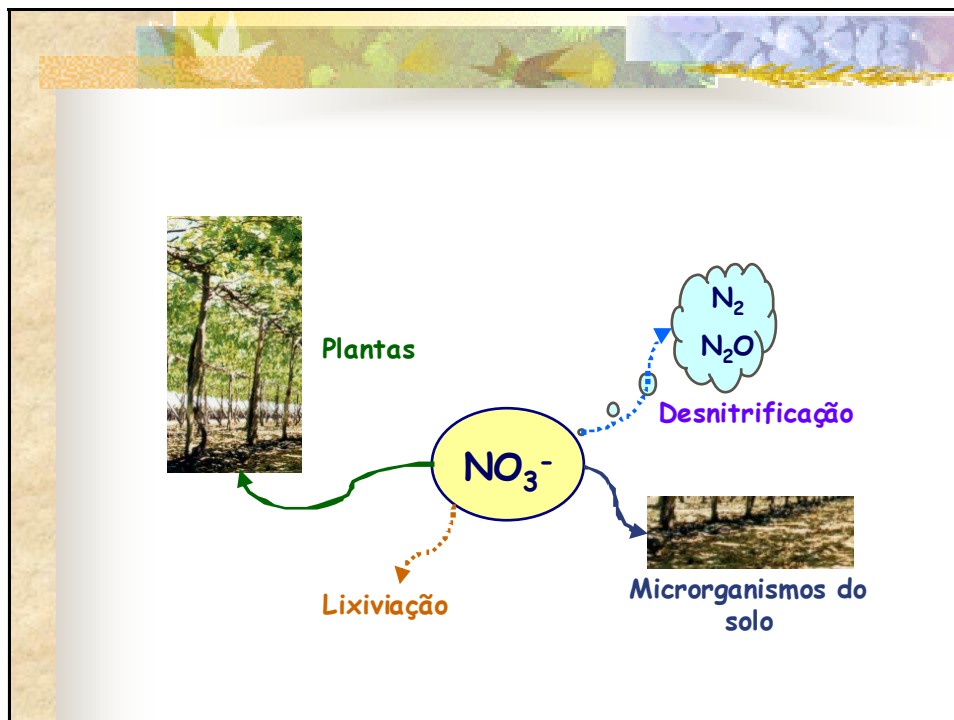 N₂
N₂O
Plantas
Desnitrificação
NO₃⁻
Microrganismos do
solo
Lixiviação